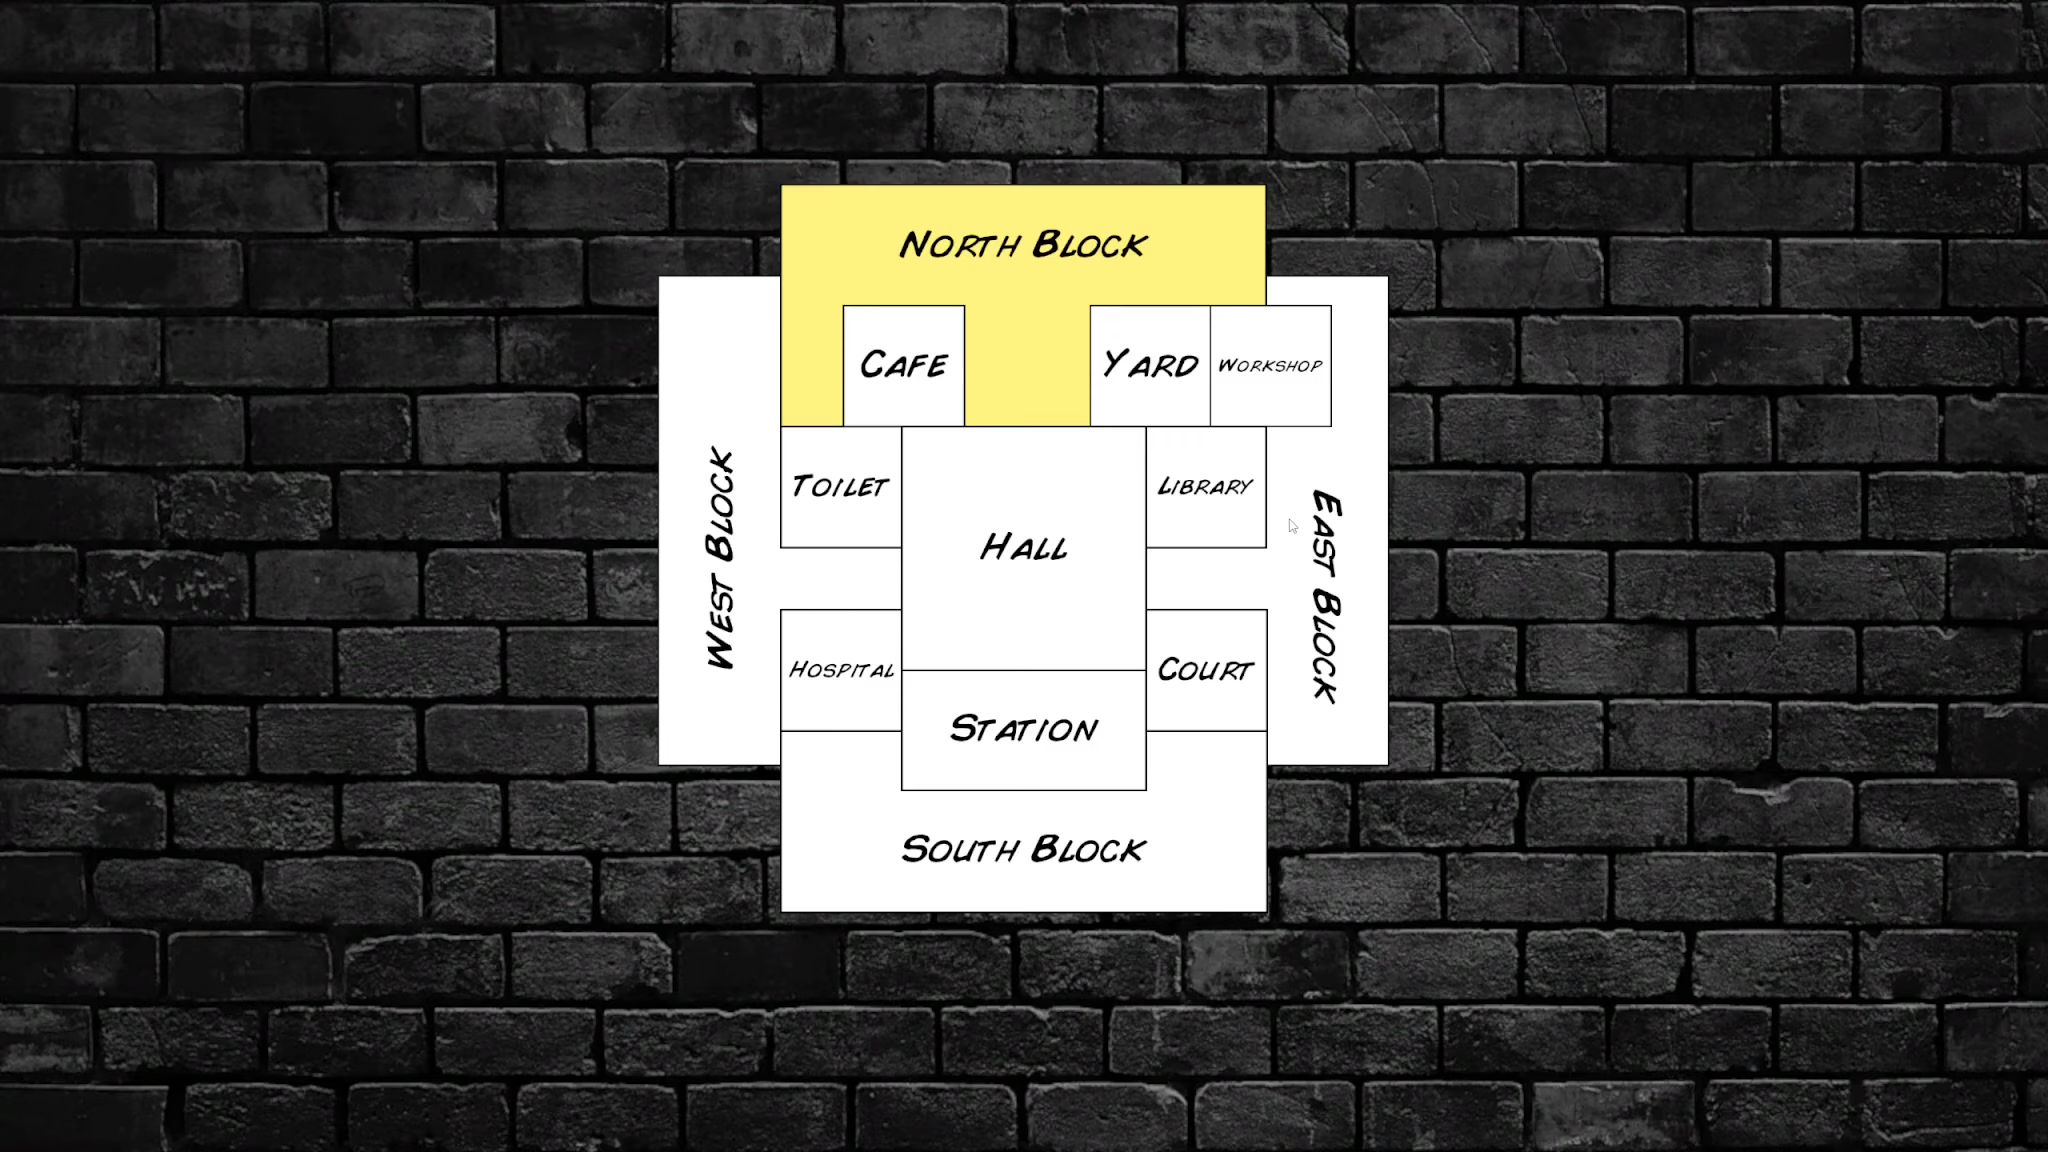 North Block
Cafe
Yard
Workshop
Toilet
Library
West Block
Hall
East Block
Hospital
Court
Station
South Block